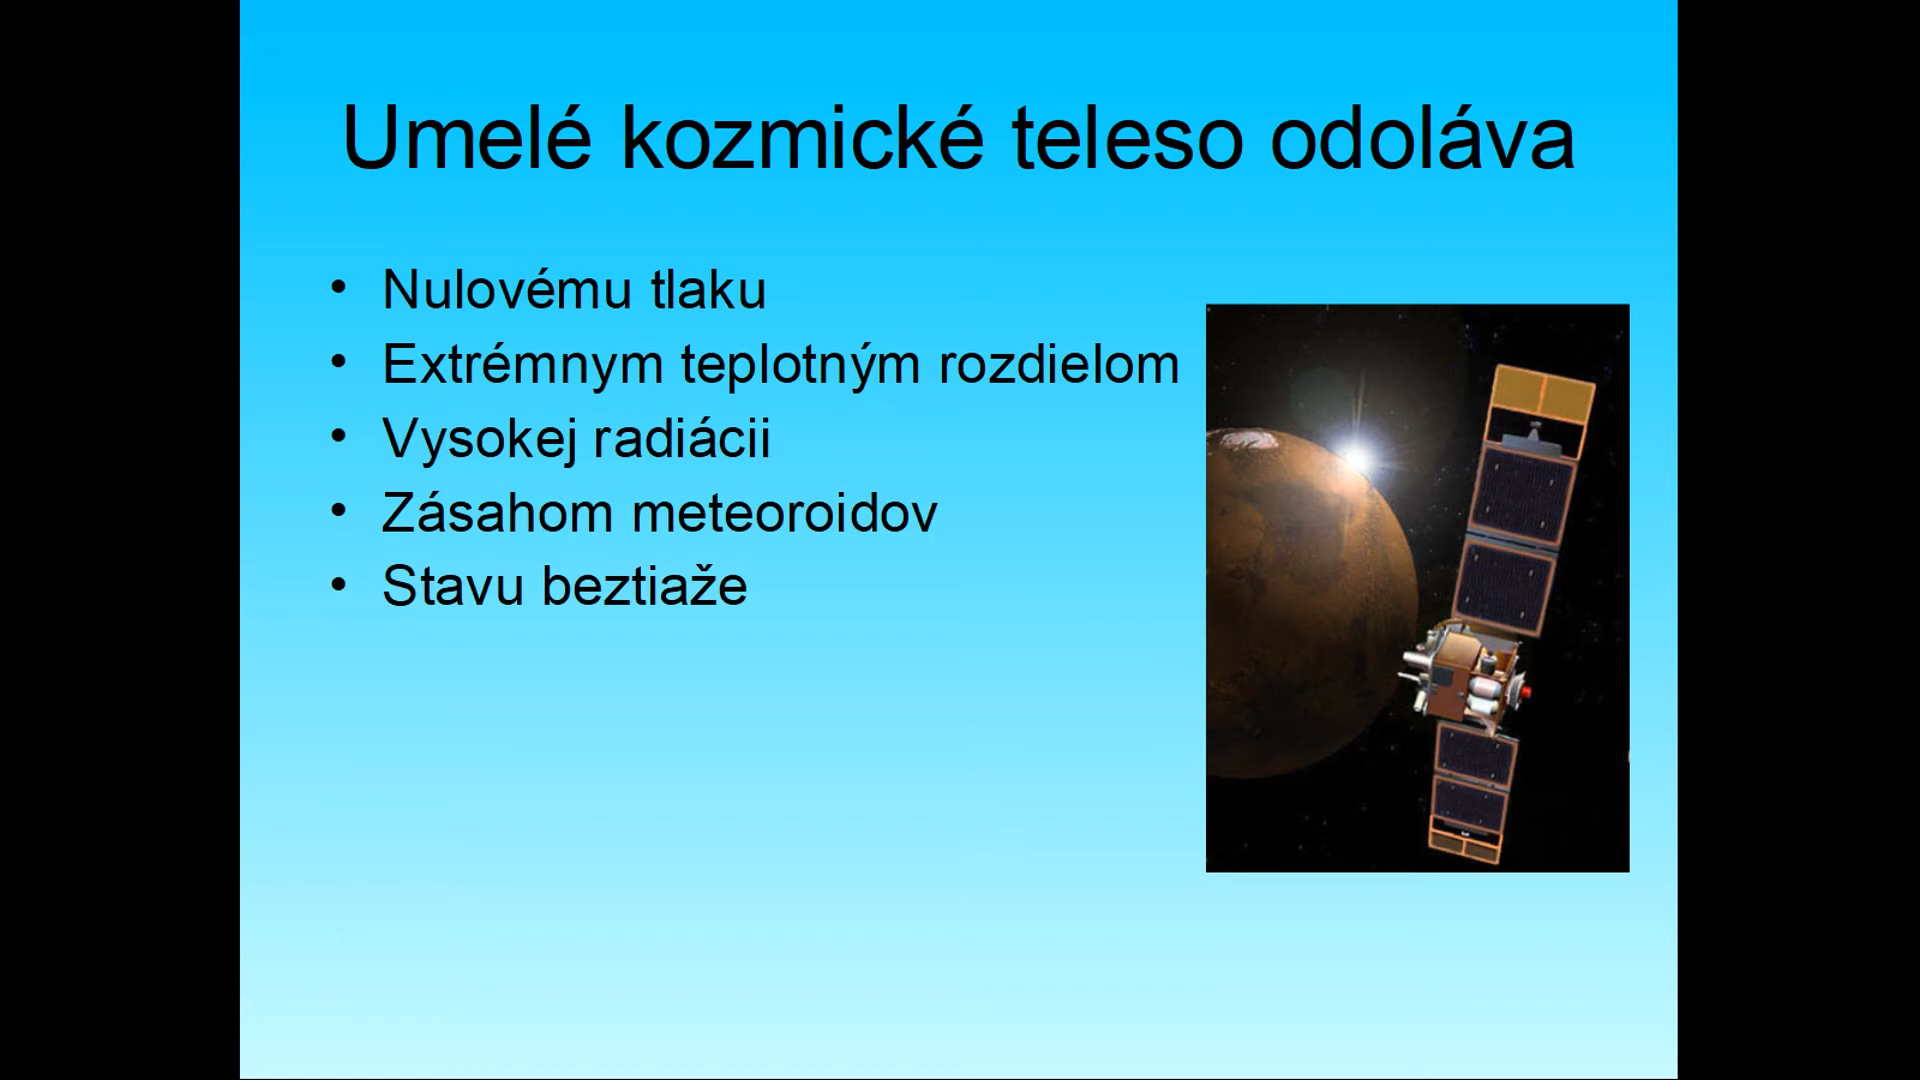 Umelé kozmické teleso odoláva
• Nulovému tlaku
• Extrémnym teplotným rozdielom
• Vysokej radiácii
• Zásahom meteoroidov
• Stavu beztiaže